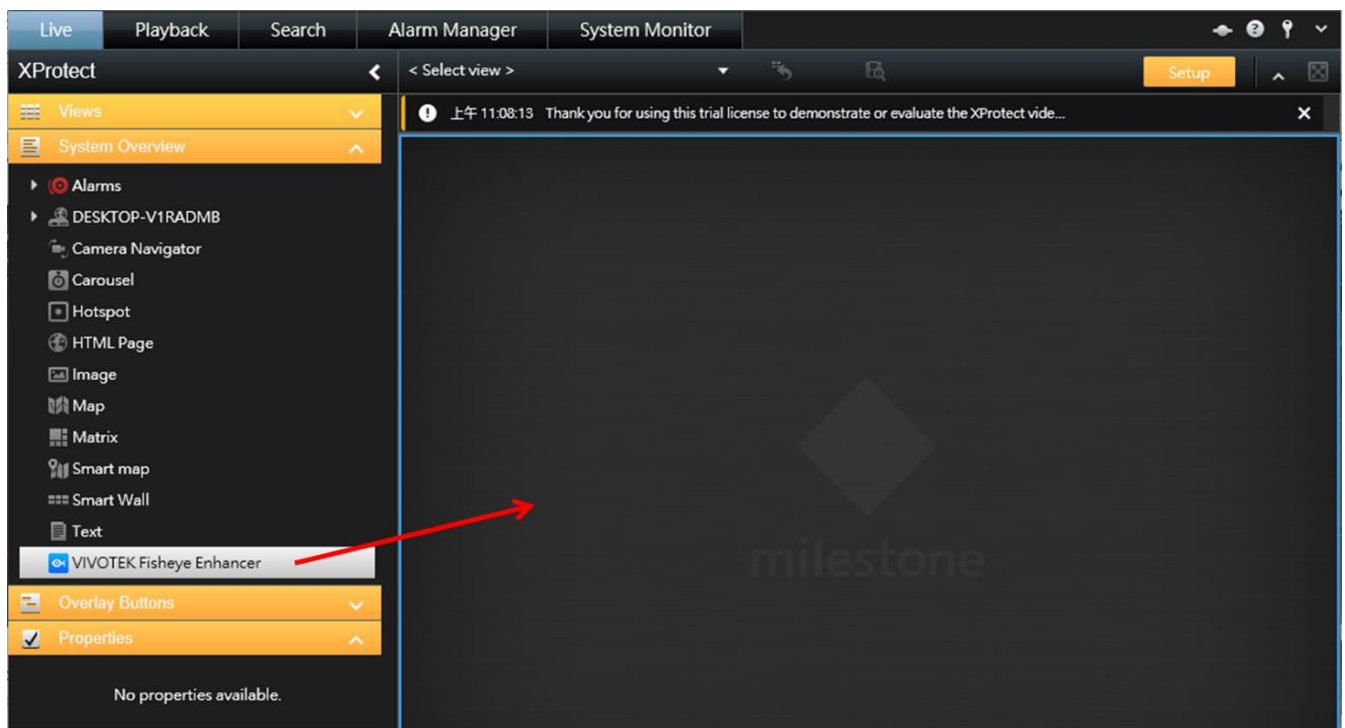 Live Playback Search Alarm Manager System Monitor
XProtect
< Select view >
Setup
Views
上午 11:08:13 Thank you for using this trial license to demonstrate or evaluate the XProtect vide...
System Overview
Alarms
DESKTOP-V1RADMB
Camera Navigator
Carousel
Hotspot
HTML Page
Image
Map
Matrix
Smart map
Smart Wall
Text
VIVOTEK Fisheye Enhancer
milestone
Overlay Buttons
Properties
No properties available.